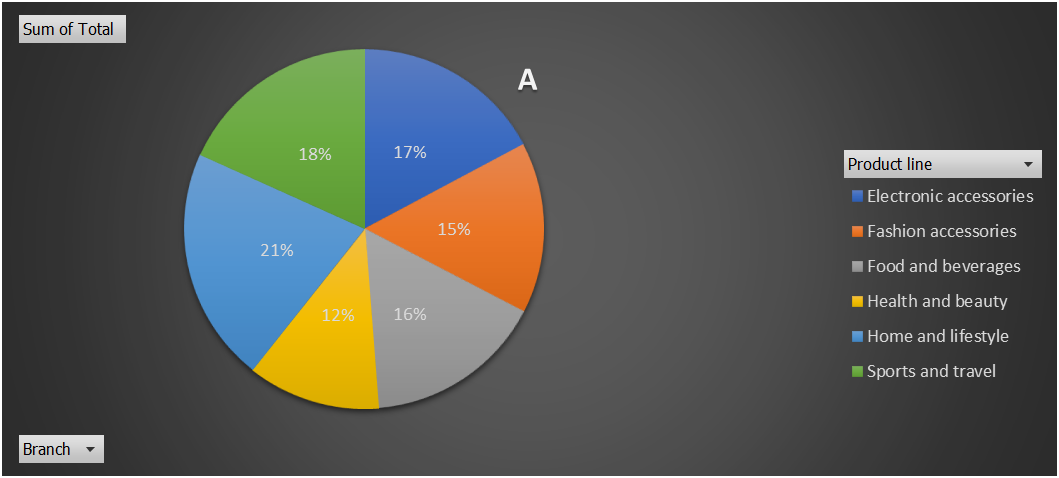 Sum of Total
A
17%
15%
16%
12%
21%
18%
Product line
Electronic accessories
Fashion accessories
Food and beverages
Health and beauty
Home and lifestyle
Sports and travel
Branch